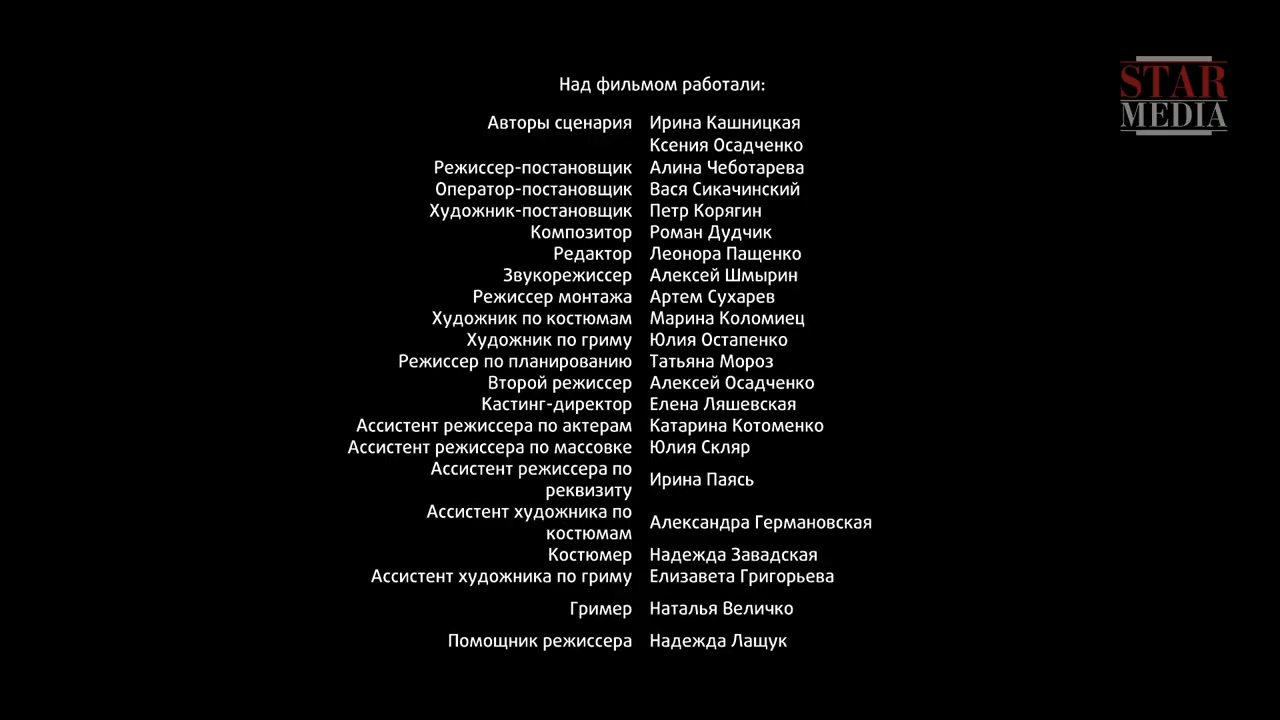 Над фильмом работали:
STAR
MEDIA
Авторы сценария Ирина Кашницкая
Ксения Осадченко
Режиссер-постановщик Алина Чеботарева
Оператор-постановщик Вася Сикачинский
Художник-постановщик Петр Корягин
Композитор Роман Дудчик
Редактор Леонора Пащенко
Звукорежиссер Алексей Шмырин
Режиссер монтажа Артем Сухарев
Художник по костюмам Марина Коломиец
Художник по гриму Юлия Остапенко
Режиссер по планированию Татьяна Мороз
Второй режиссер Алексей Осадченко
Кастинг-директор Елена Ляшевская
Ассистент режиссера по актерам Катарина Котоменко
Ассистент режиссера по массовке Юлия Скляр
Ассистент режиссера по
реквизиту Ирина Паясь
Ассистент художника по
костюмам Александра Германовская
Костюмер Надежда Завадская
Ассистент художника по гриму Елизавета Григорьева
Гример Наталья Величко
Помощник режиссера Надежда Лащук